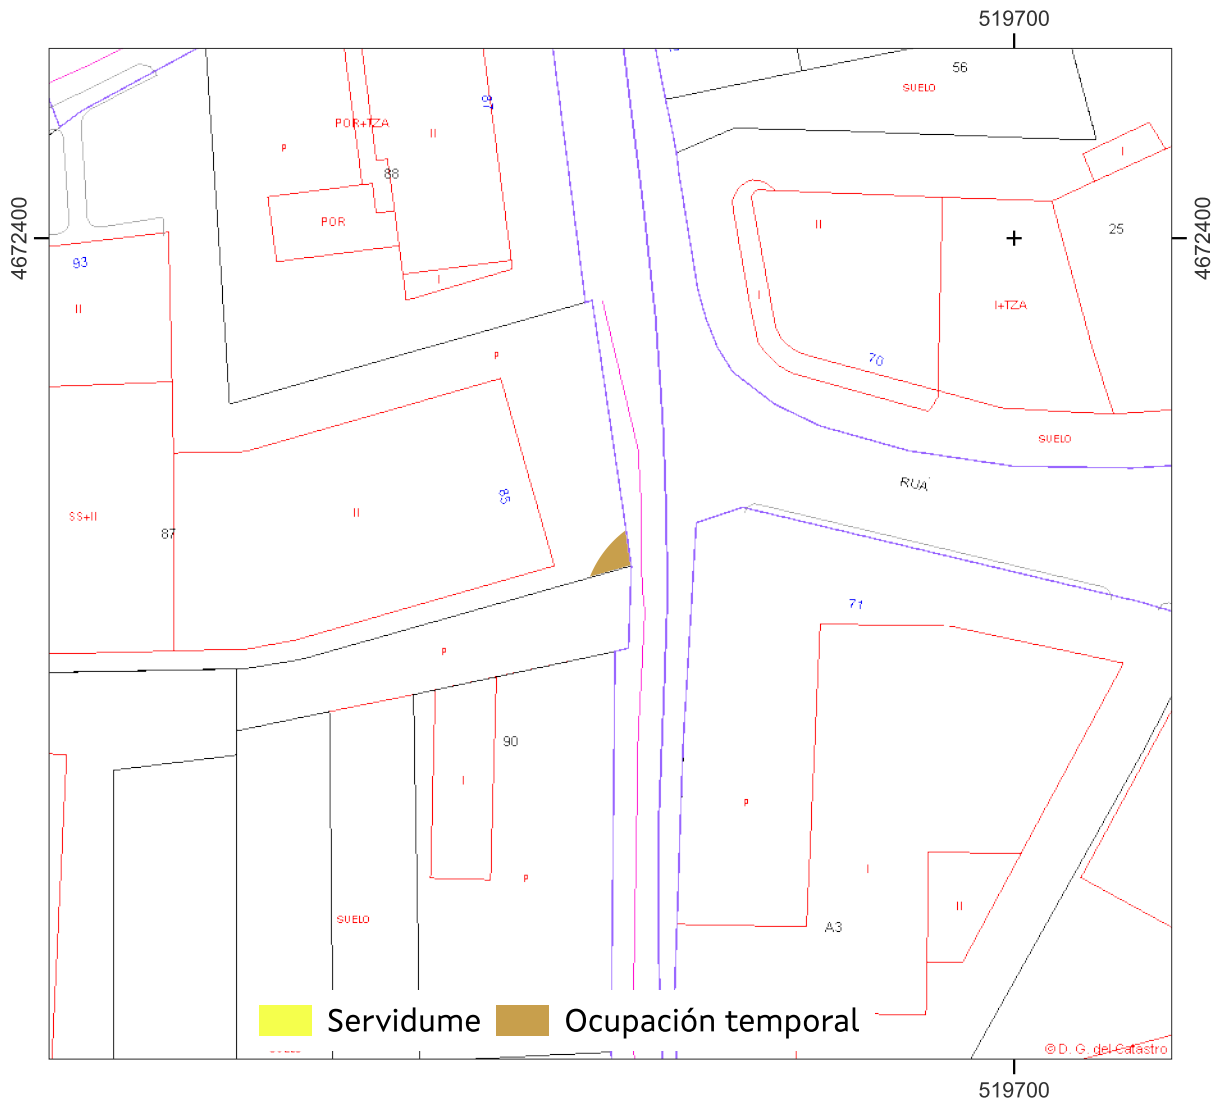 519700
56
SUELO
87
POR+TZA
II
P
I
88
4672400
POR
II
25
4672400
93
I
I
II
I+TZA
P
70
SUELO
85
RUA
II
SS+II
87
71
P
90
I
P
P
I
II
SUELO
A3
Servidume
Ocupación temporal
© D. G. del Catastro
519700